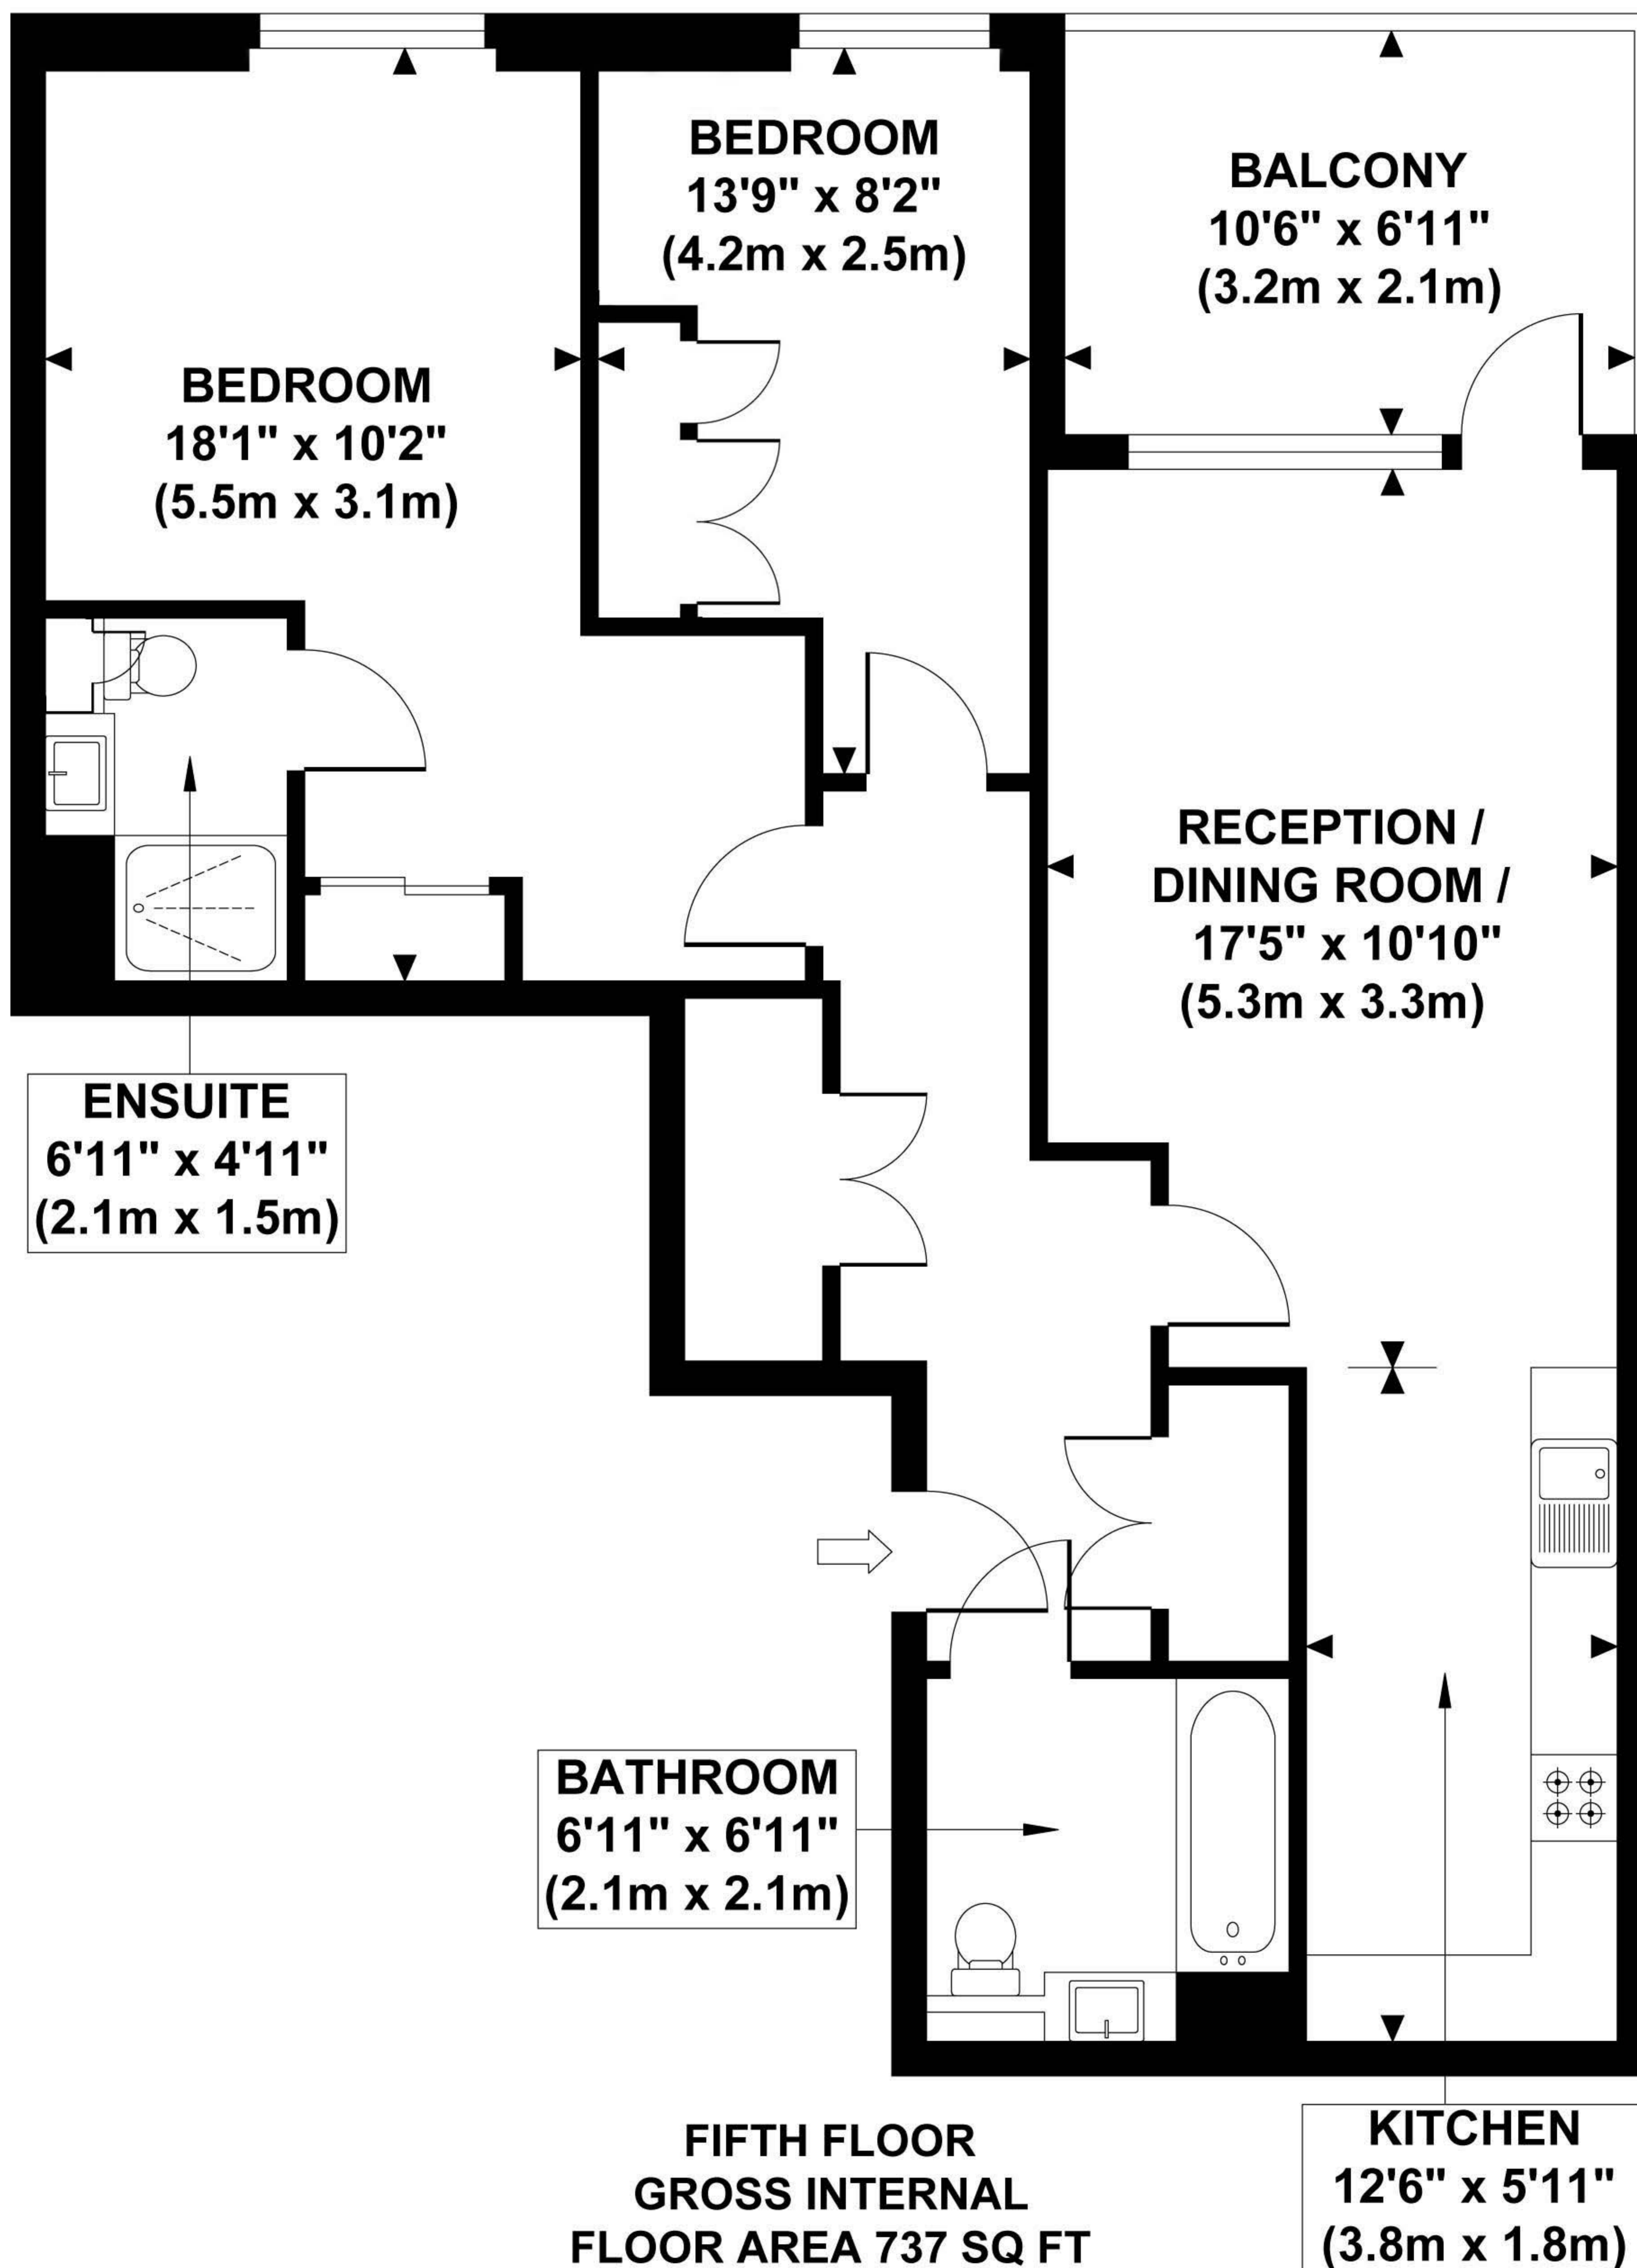 BEDROOM
13'9" x 8'2"
(4.2m x 2.5m)
BALCONY
10'6" x 6'11"
(3.2m x 2.1m)
BEDROOM
18'1" x 10'2"
(5.5m x 3.1m)
RECEPTION /
DINING ROOM /
17'5" x 10'10"
(5.3m x 3.3m)
ENSUITE
6'11" x 4'11"
(2.1m x 1.5m)
BATHROOM
6'11" x 6'11"
(2.1m x 2.1m)
FIFTH FLOOR
GROSS INTERNAL
FLOOR AREA 737 SQ FT
KITCHEN
12'6" x 5'11"
(3.8m x 1.8m)